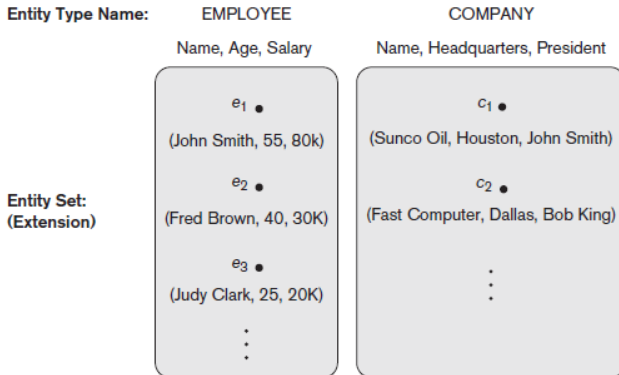 Entity Type Name: EMPLOYEE COMPANY
Name, Age, Salary Name, Headquarters, President
e1 c1
(John Smith, 55, 80k) (Sunco Oil, Houston, John Smith)
e2 c2
Entity Set:
(Extension) (Fred Brown, 40, 30K) (Fast Computer, Dallas, Bob King)
e3
(Judy Clark, 25, 20K)